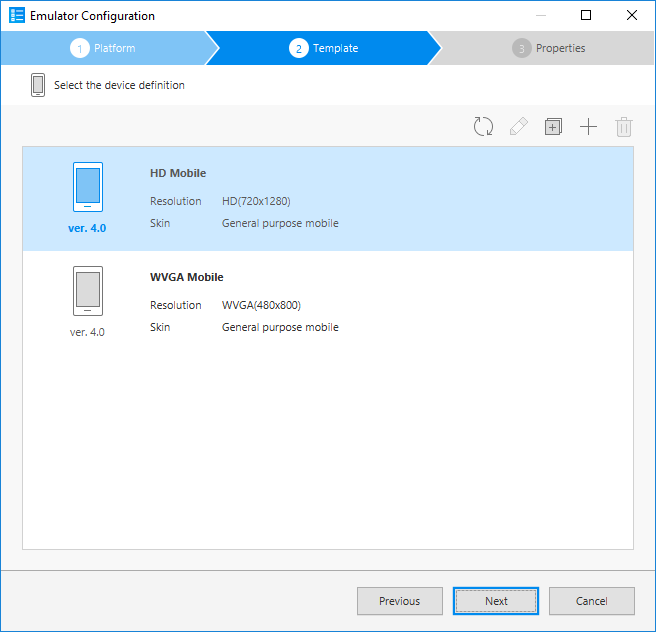 Emulator Configuration
1 Platform
2 Template
3 Properties
Select the device definition
HD Mobile
Resolution HD(720x1280)
Skin General purpose mobile
ver. 4.0
WVGA Mobile
Resolution WVGA(480x800)
Skin General purpose mobile
ver. 4.0
Previous
Next
Cancel